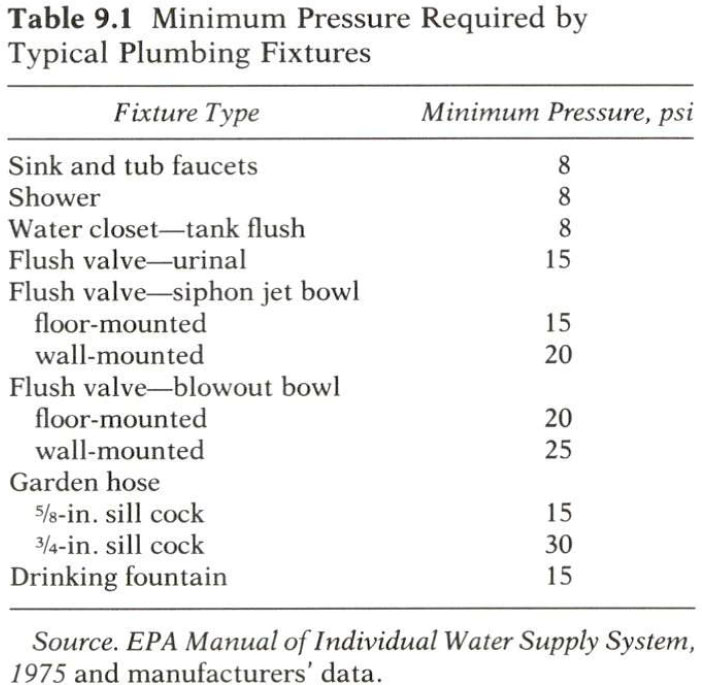 Table 9.1 Minimum Pressure Required by
Typical Plumbing Fixtures
Fixture Type Minimum Pressure, psi
Sink and tub faucets 8
Shower 8
Water closet—tank flush 8
Flush valve—urinal 15
Flush valve—siphon jet bowl
floor-mounted 15
wall-mounted 20
Flush valve—blowout bowl
floor-mounted 20
wall-mounted 25
Garden hose
5/8-in. sill cock 15
3/4-in. sill cock 30
Drinking fountain 15
Source. EPA Manual of Individual Water Supply System,
1975 and manufacturers' data.